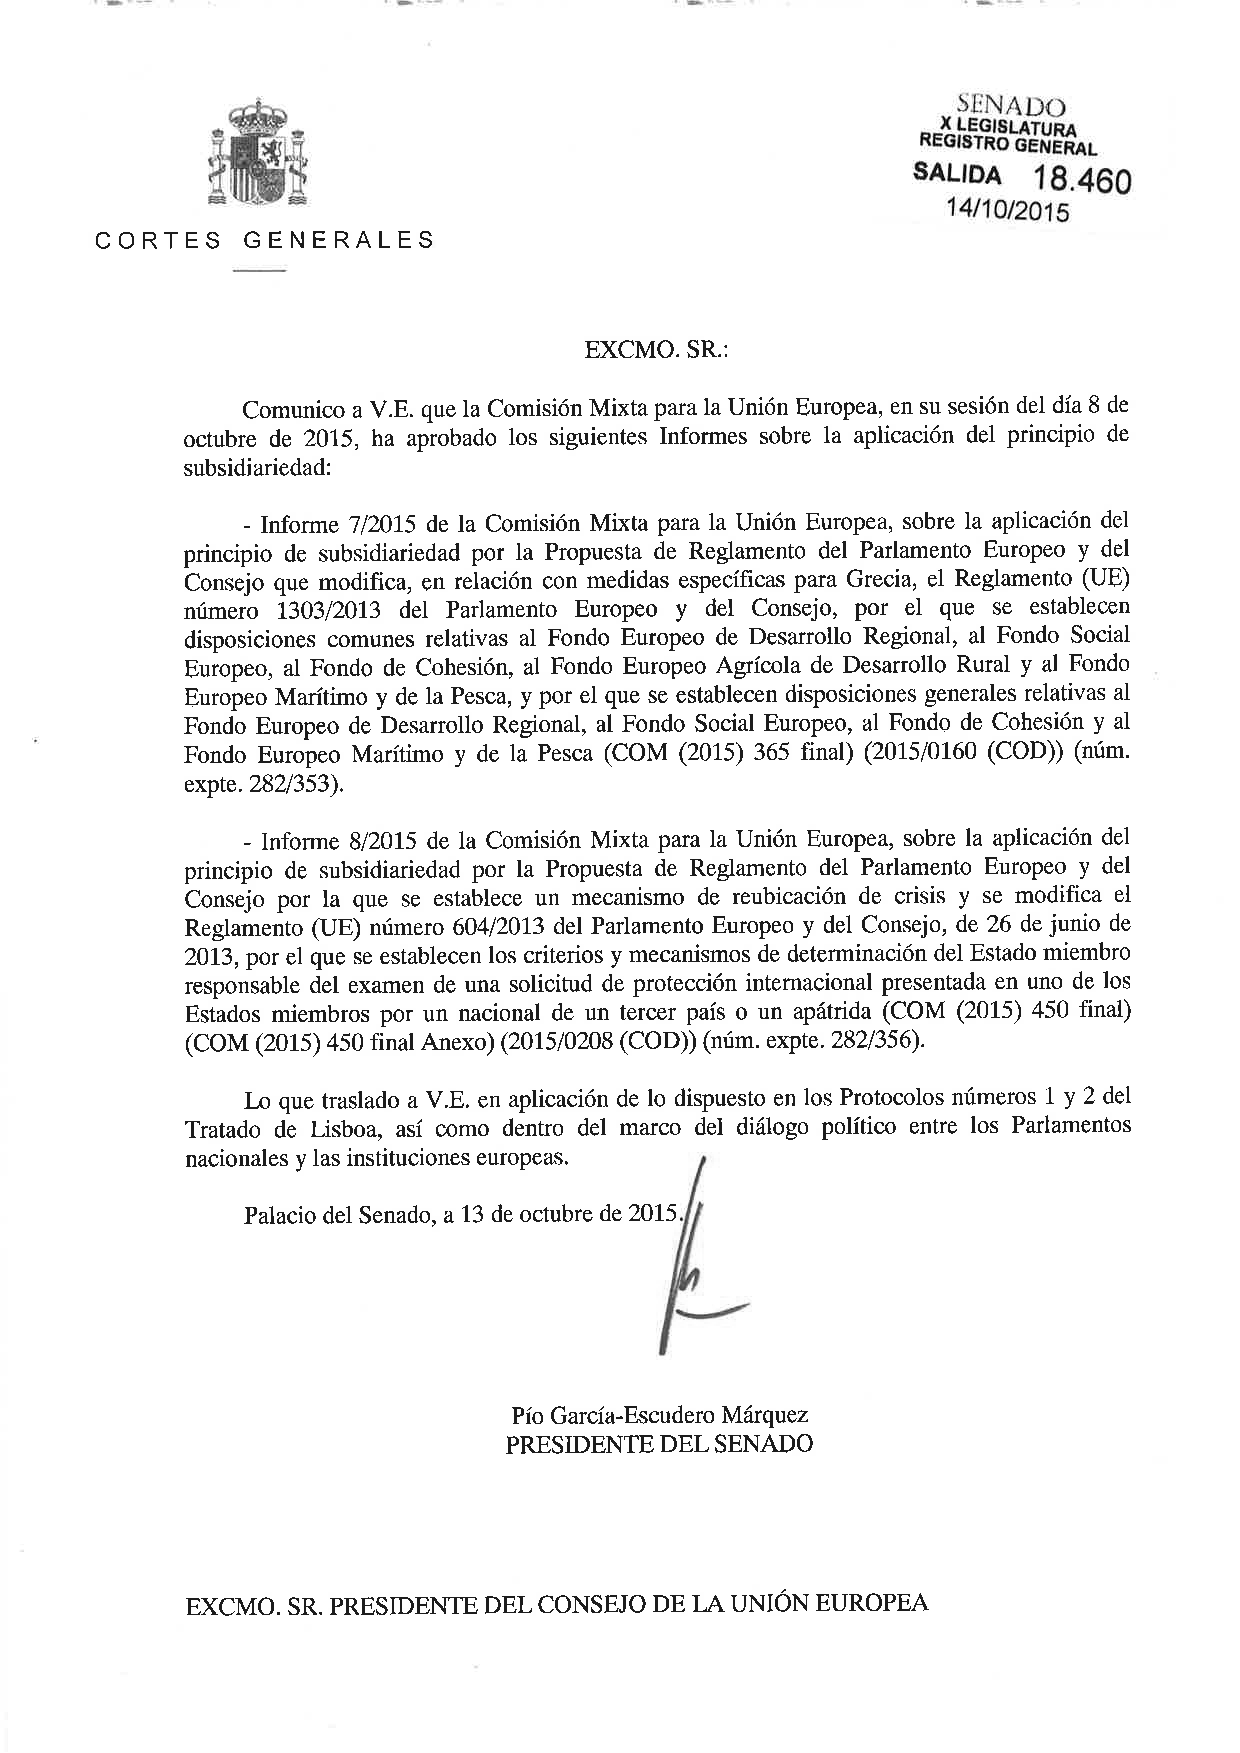 SENADO
X LEGISLATURA
REGISTRO GENERAL
SALIDA 18.460
14/10/2015
CORTES GENERALES
EXCMO. SR.:
Comunico a V.E. que la Comisión Mixta para la Unión Europea, en su sesión del día 8 de
octubre de 2015, ha aprobado los siguientes Informes sobre la aplicación del principio de
subsidiariedad:
- Informe 7/2015 de la Comisión Mixta para la Unión Europea, sobre la aplicación del
principio de subsidiariedad por la Propuesta de Reglamento del Parlamento Europeo y del
Consejo que modifica, en relación con medidas específicas para Grecia, el Reglamento (UE)
número 1303/2013 del Parlamento Europeo y del Consejo, por el que se establecen
disposiciones comunes relativas al Fondo Europeo de Desarrollo Regional, al Fondo Social
Europeo, al Fondo de Cohesión, al Fondo Europeo Agrícola de Desarrollo Rural y al Fondo
Europeo Marítimo y de la Pesca, y por el que se establecen disposiciones generales relativas al
Fondo Europeo de Desarrollo Regional, al Fondo Social Europeo, al Fondo de Cohesión y al
Fondo Europeo Marítimo y de la Pesca (COM (2015) 365 final) (2015/0160 (COD)) (núm.
expte. 282/353).
- Informe 8/2015 de la Comisión Mixta para la Unión Europea, sobre la aplicación del
principio de subsidiariedad por la Propuesta de Reglamento del Parlamento Europeo y del
Consejo por la que se establece un mecanismo de reubicación de crisis y se modifica el
Reglamento (UE) número 604/2013 del Parlamento Europeo y del Consejo, de 26 de junio de
2013, por el que se establecen los criterios y mecanismos de determinación del Estado miembro
responsable del examen de una solicitud de protección internacional presentada en uno de los
Estados miembros por un nacional de un tercer país o un apátrida (COM (2015) 450 final)
(COM (2015) 450 final Anexo) (2015/0208 (COD)) (núm. expte. 282/356).
Lo que traslado a V.E. en aplicación de lo dispuesto en los Protocolos números 1 y 2 del
Tratado de Lisboa, así como dentro del marco del diálogo político entre los Parlamentos
nacionales y las instituciones europeas.
Palacio del Senado, a 13 de octubre de 2015.
Pío García-Escudero Márquez
PRESIDENTE DEL SENADO
EXCMO. SR. PRESIDENTE DEL CONSEJO DE LA UNIÓN EUROPEA